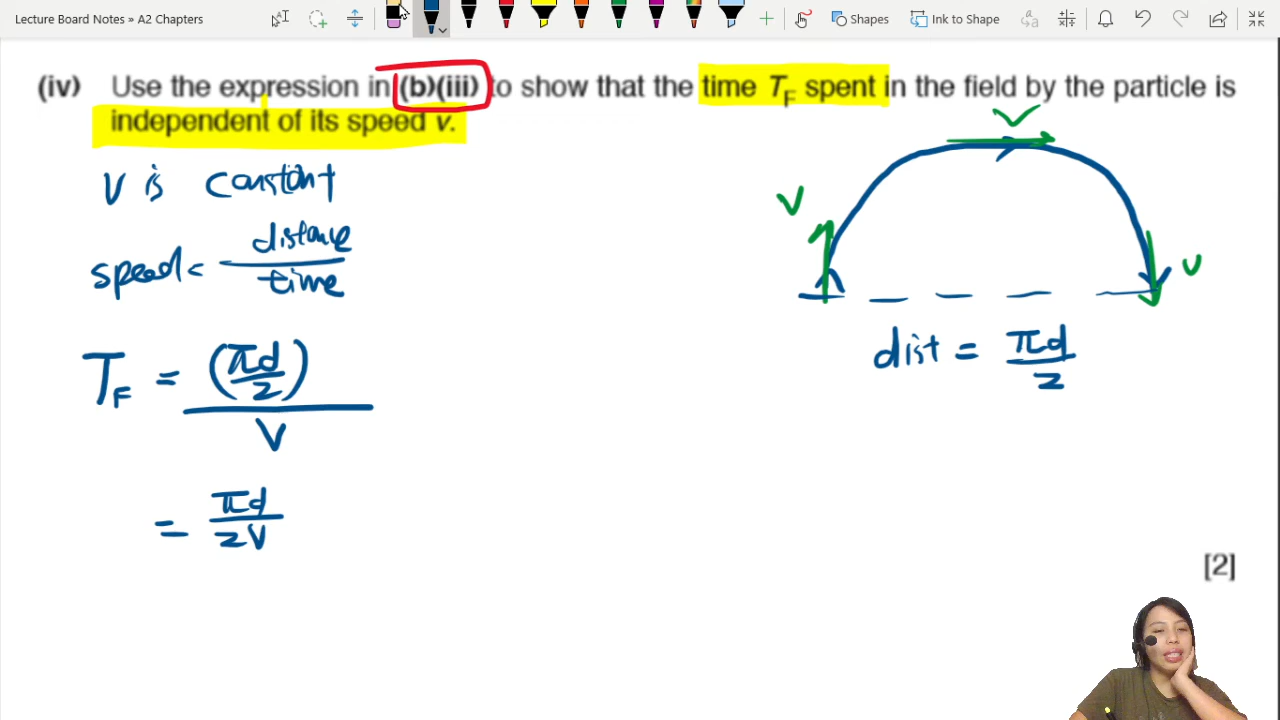 Lecture Board Notes » A2 Chapters
Shapes
Ink to Shape
(iv) Use the expression in (b)(iii) to show that the time T_F spent in the field by the particle is
independent of its speed v.
V is constant
speed = distance / time
T_F = (πd/2) / V
= πd / 2V
V
V
V
dist = πd / 2
[2]